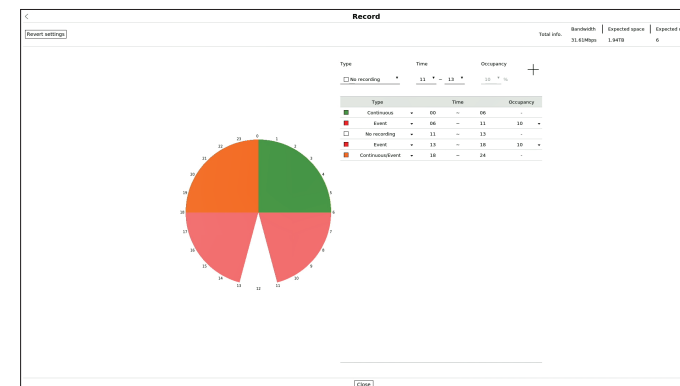 Record
Revert settings
Total info.
Bandwidth Expected space
31.61Mbps 1.94TB 6
Type Time Occupancy
No recording 11 ~ 13 10 %
Type Time Occupancy
Continuous 00 ~ 06 -
Event 06 ~ 11 10
No recording 11 ~ 13 -
Event 13 ~ 18 10
Continuous/Event 18 ~ 24 -
0
1
2
3
4
5
6
7
8
9
10
11
12
13
14
15
16
17
18
19
20
21
22
23
Close